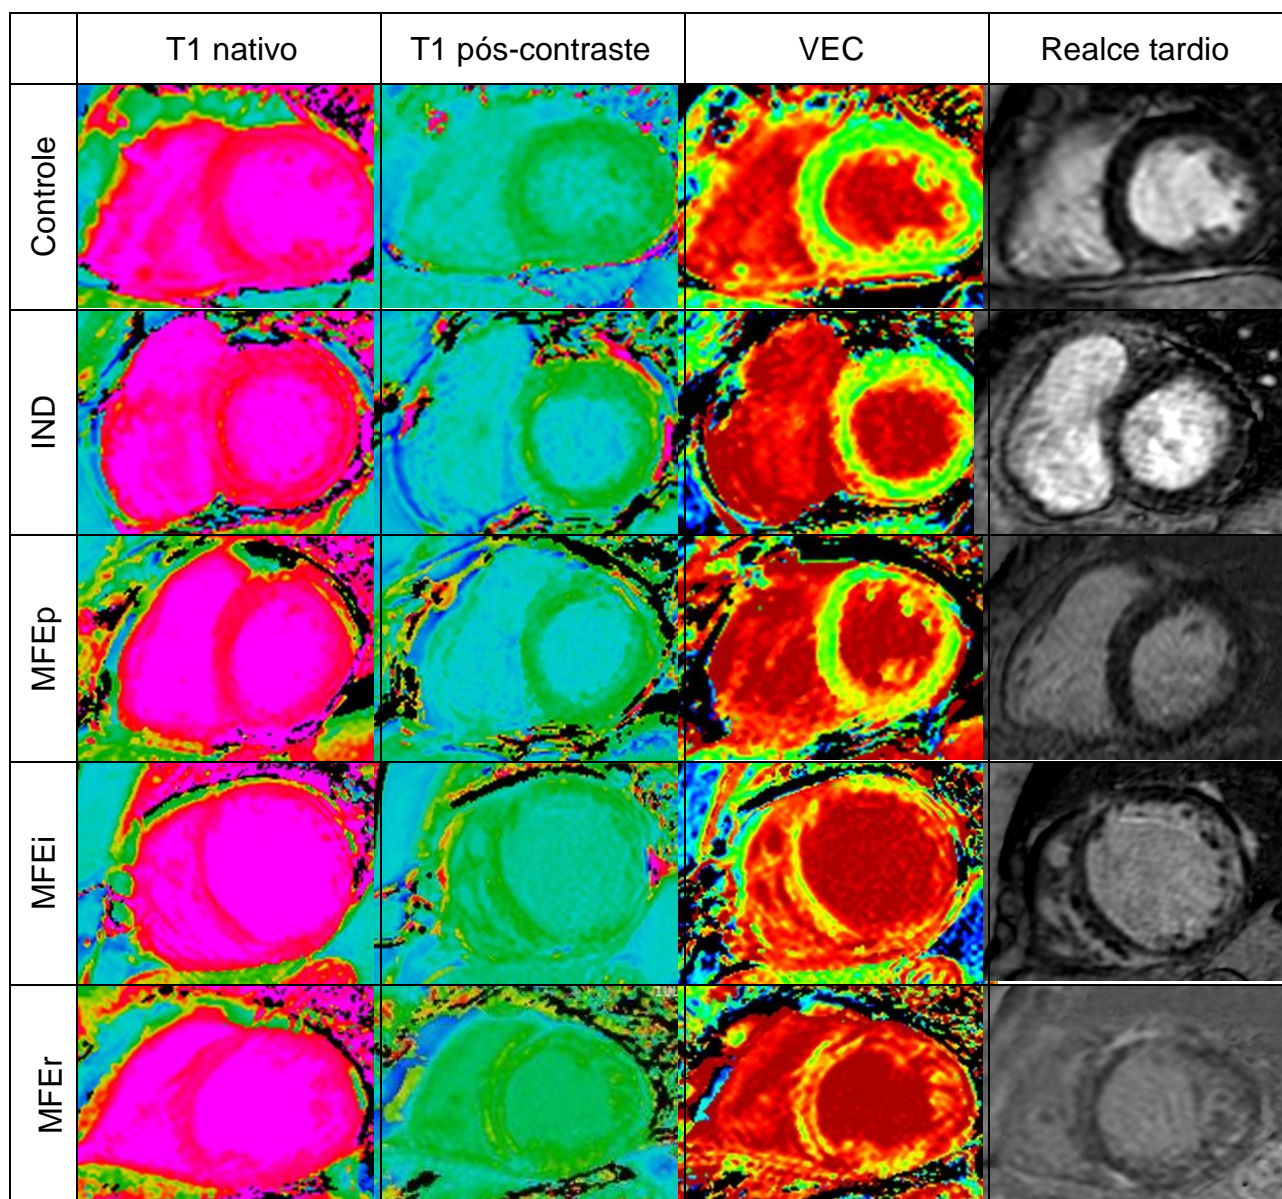 T1 nativo
T1 pós-contraste
VEC
Realce tardio
Controle
IND
MFEp
MFEi
MFEr